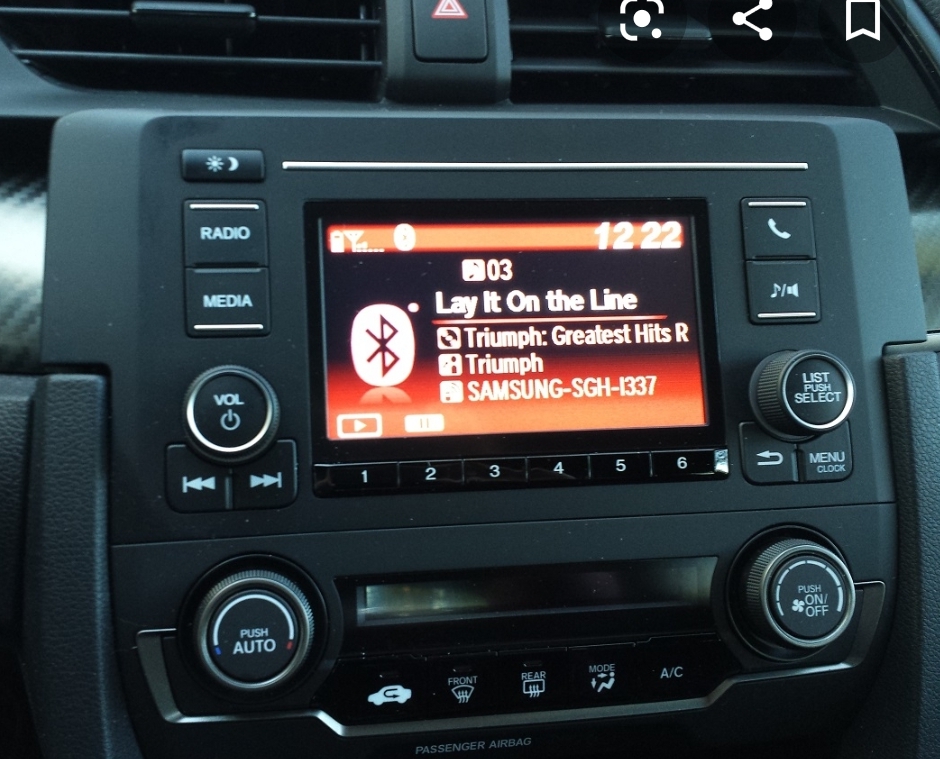 RADIO
MEDIA
VOL
12:22
03
Lay It On the Line
Triumph: Greatest Hits R
Triumph
SAMSUNG-SGH-I337
1 2 3 4 5 6
LIST
PUSH
SELECT
MENU
CLOCK
PUSH
AUTO
FRONT
REAR
MODE
A/C
PUSH
ON/
OFF
PASSENGER AIRBAG